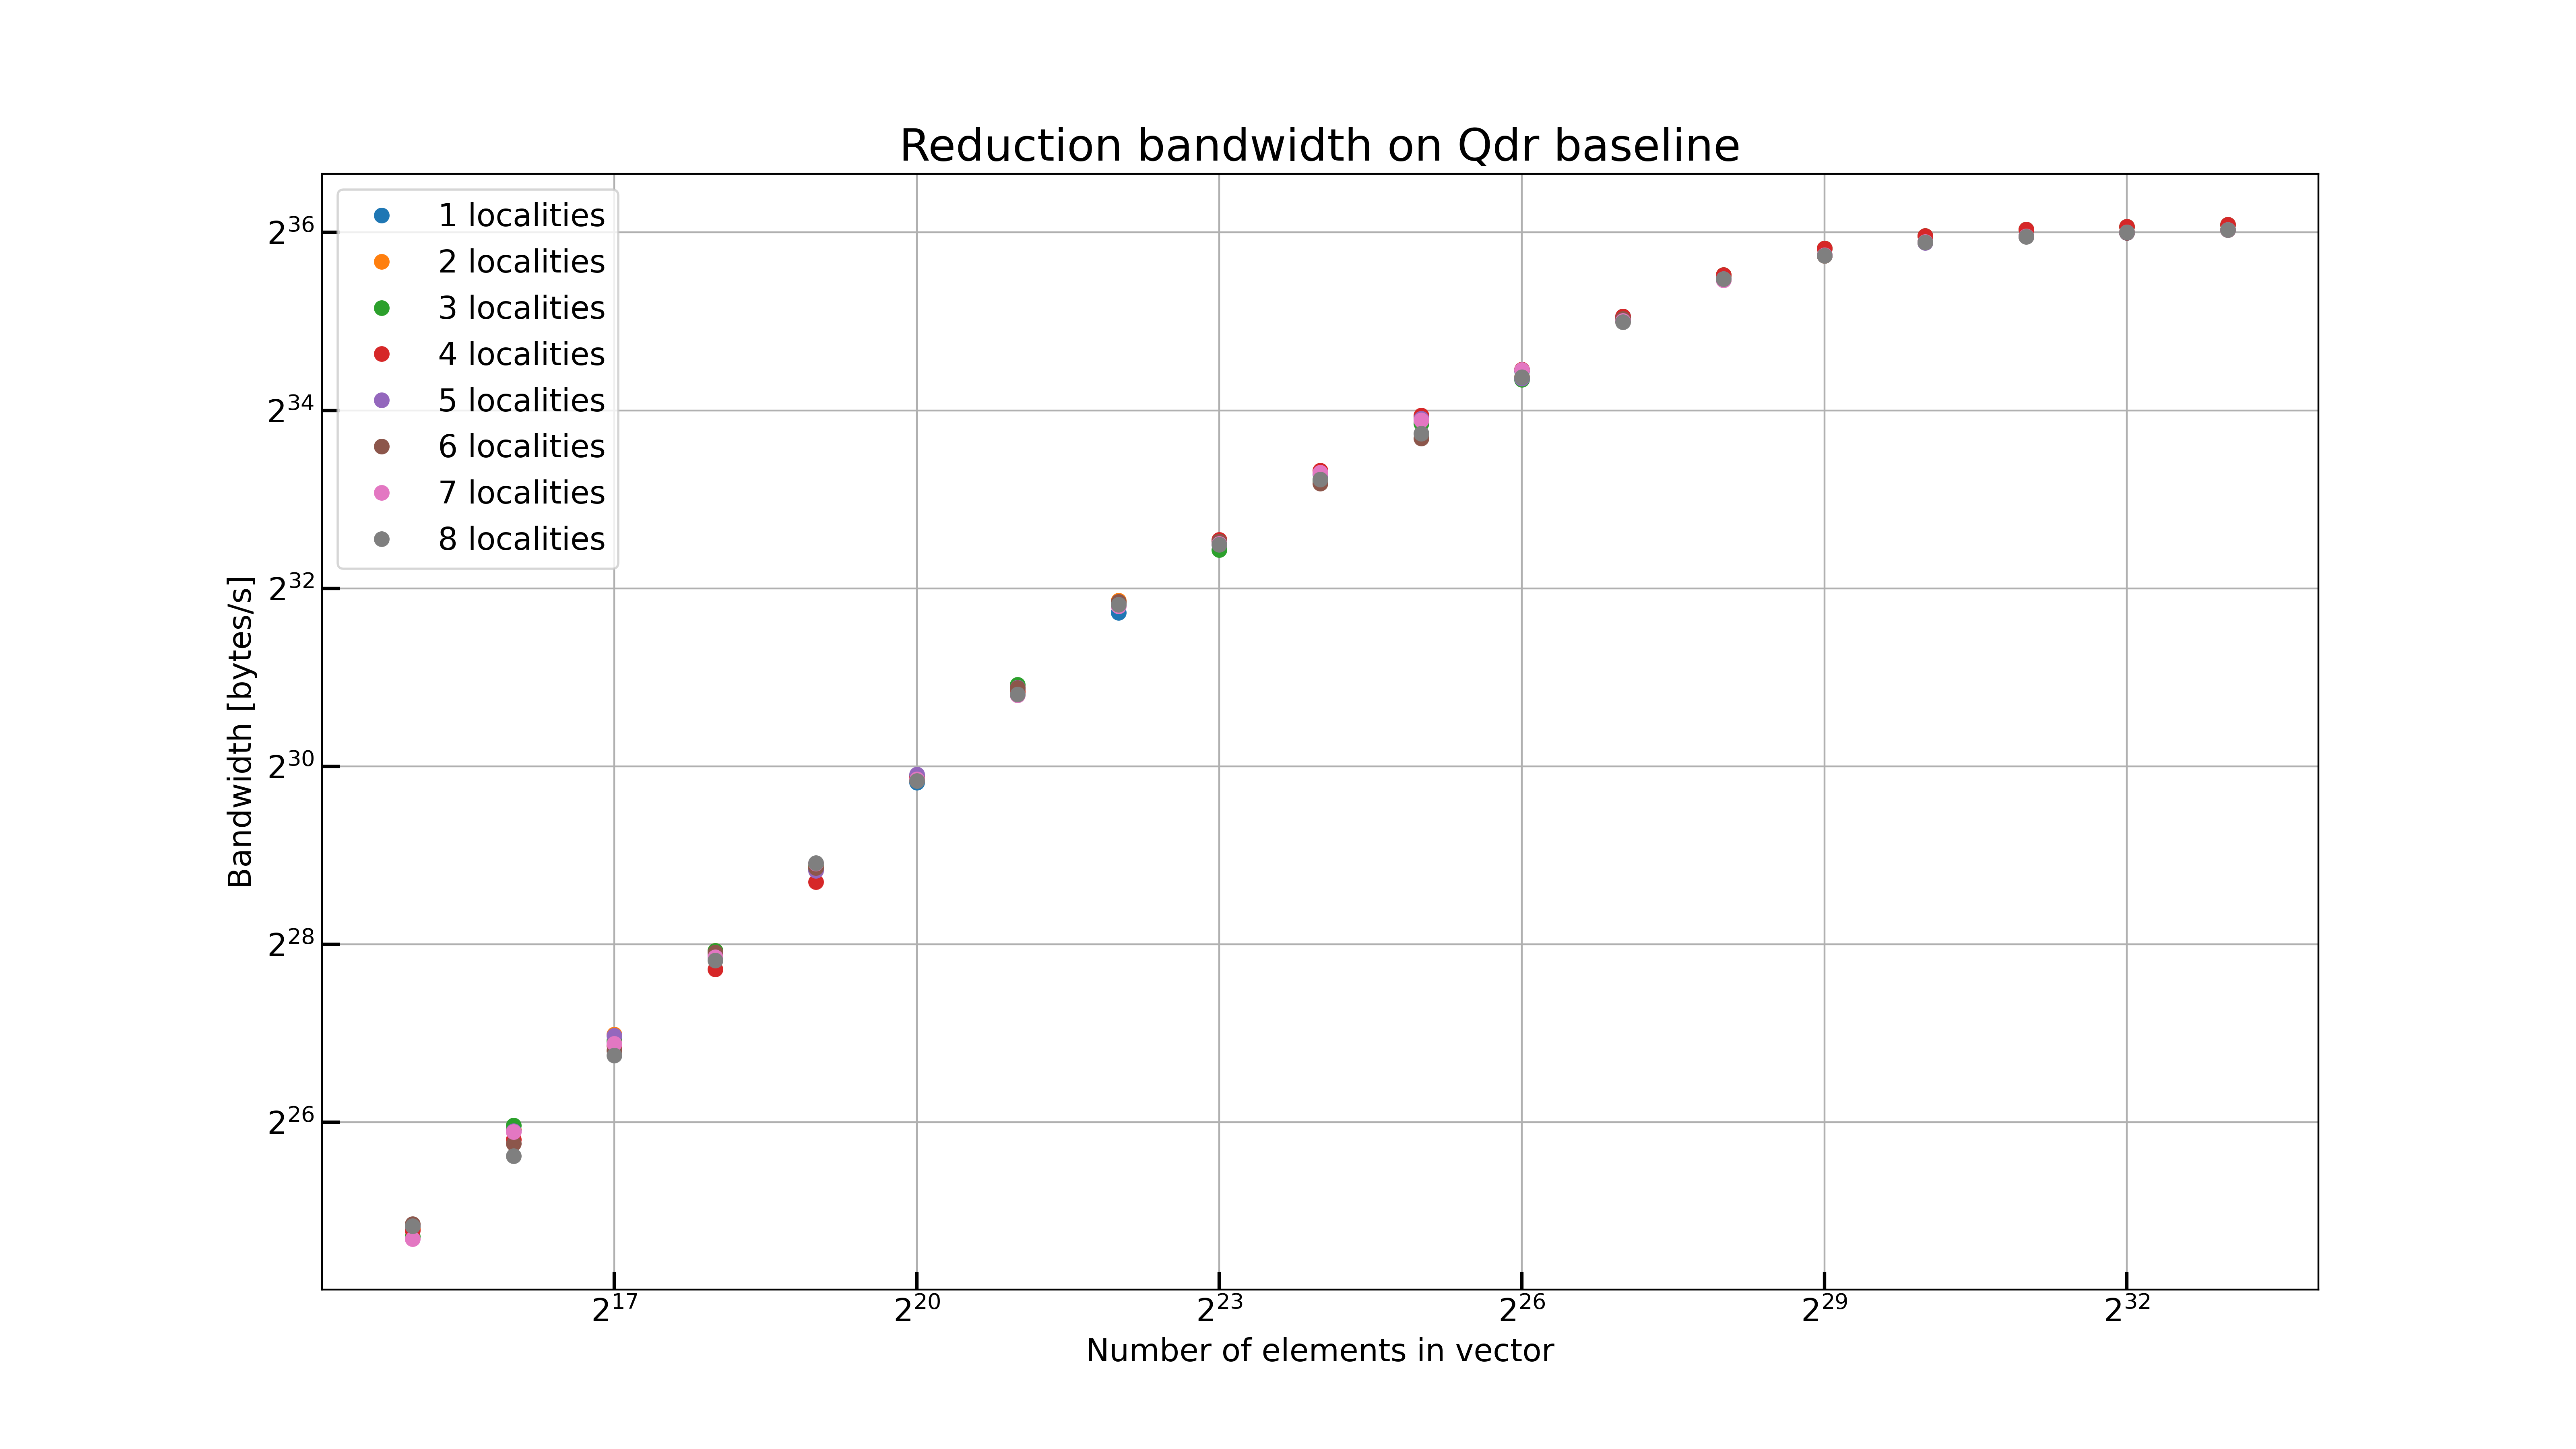 Reduction bandwidth on Qdr baseline
1 localities
2 localities
3 localities
4 localities
5 localities
6 localities
7 localities
8 localities
2^36
2^34
2^32
2^30
2^28
2^26
Bandwidth [bytes/s]
2^17 2^20 2^23 2^26 2^29 2^32
Number of elements in vector